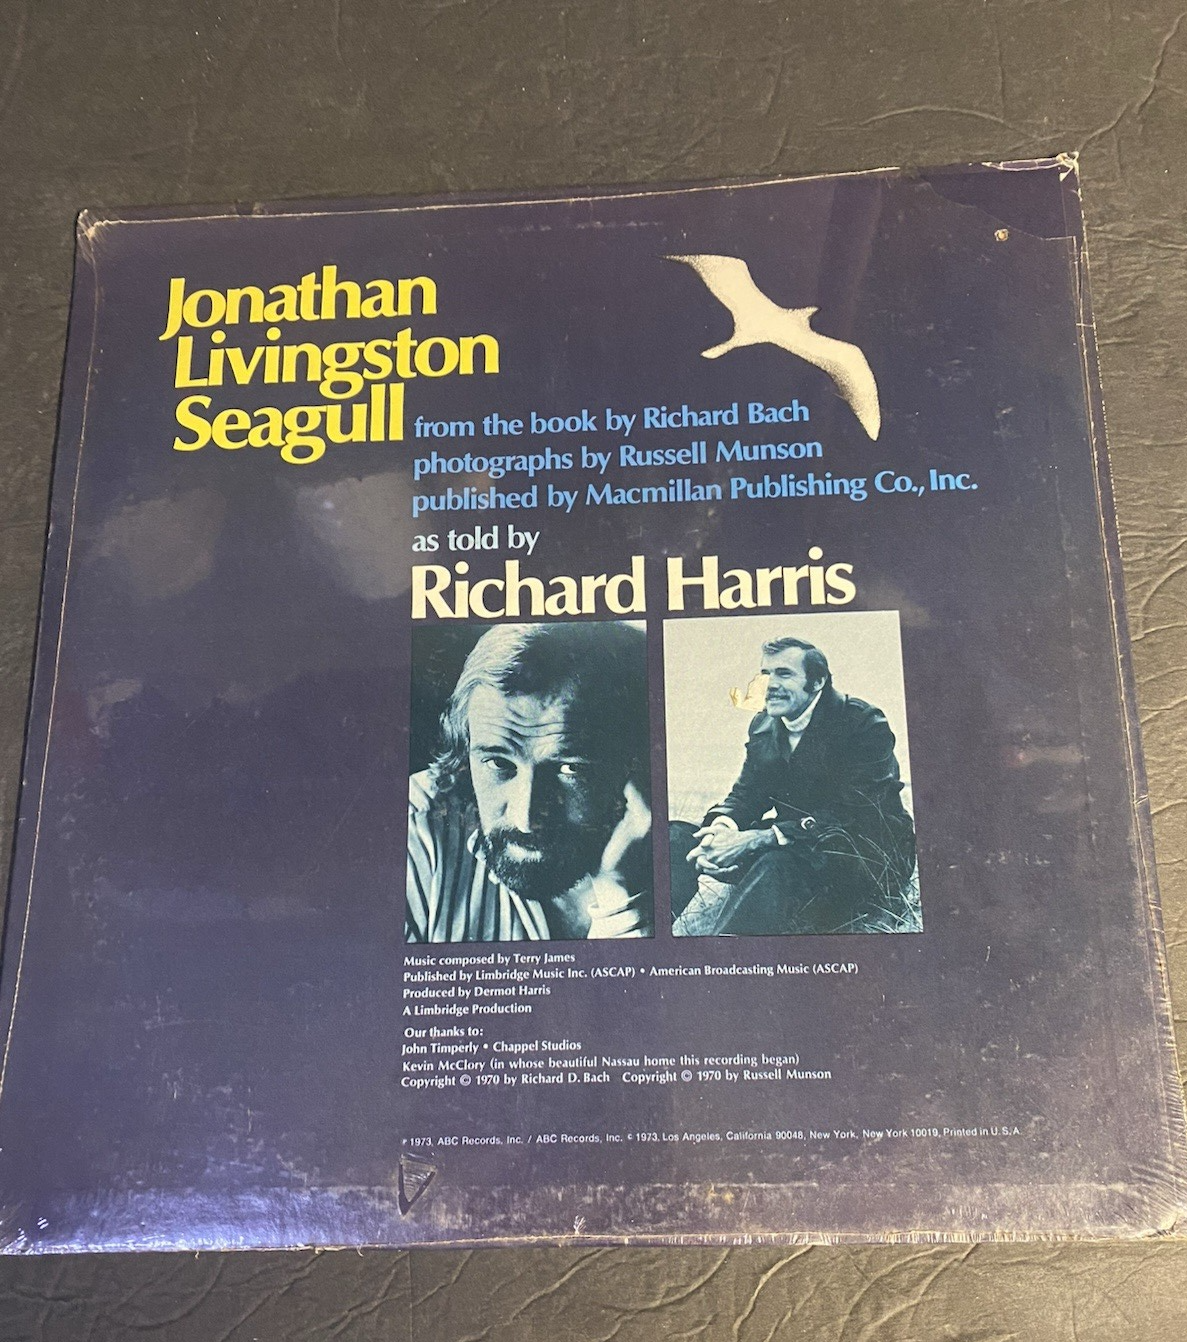 Jonathan
Livingston
Seagull
from the book by Richard Bach
photographs by Russell Munson
published by Macmillan Publishing Co., Inc.
as told by
Richard Harris
Music composed by Terry James
Published by Limbridge Music Inc. (ASCAP) • American Broadcasting Music (ASCAP)
Produced by Dermot Harris
A Limbridge Production
Our thanks to:
John Timperly • Chappel Studios
Kevin McClory (in whose beautiful Nassau home this recording began)
Copyright © 1970 by Richard D. Bach Copyright © 1970 by Russell Munson
℗ 1973, ABC Records, Inc. / ABC Records, Inc. © 1973, Los Angeles, California 90048, New York, New York 10019, Printed in U.S.A.